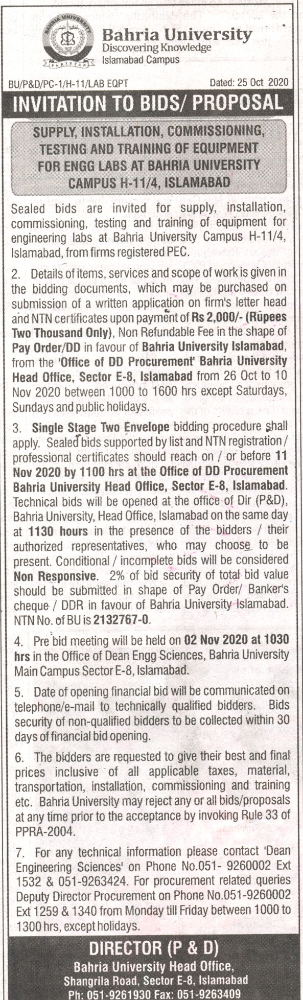 BAHRIA UNIVERSITY
PAKISTAN
Bahria University
Discovering Knowledge
Islamabad Campus
BU/P&D/PC-1/H-11/LAB EQPT Dated: 25 Oct 2020
INVITATION TO BIDS/ PROPOSAL
SUPPLY, INSTALLATION, COMMISSIONING,
TESTING AND TRAINING OF EQUIPMENT
FOR ENGG LABS AT BAHRIA UNIVERSITY
CAMPUS H-11/4, ISLAMABAD
Sealed bids are invited for supply, installation,
commissioning, testing and training of equipment for
engineering labs at Bahria University Campus H-11/4,
Islamabad, from firms registered PEC.
2. Details of items, services and scope of work is given in
the bidding documents, which may be purchased on
submission of a written application on firm's letter head
and NTN certificates upon payment of Rs 2,000/- (Rupees
Two Thousand Only), Non Refundable Fee in the shape of
Pay Order/DD in favour of Bahria University Islamabad,
from the 'Office of DD Procurement' Bahria University
Head Office, Sector E-8, Islamabad from 26 Oct to 10
Nov 2020 between 1000 to 1600 hrs except Saturdays,
Sundays and public holidays.
3. Single Stage Two Envelope bidding procedure shall
apply. Sealed bids supported by list and NTN registration /
professional certificates should reach on / or before 11
Nov 2020 by 1100 hrs at the Office of DD Procurement
Bahria University Head Office, Sector E-8, Islamabad.
Technical bids will be opened at the office of Dir (P&D),
Bahria University, Head Office, Islamabad on the same day
at 1130 hours in the presence of the bidders / their
authorized representatives, who may choose to be
present. Conditional / incomplete bids will be considered
Non Responsive. 2% of bid security of total bid value
should be submitted in shape of Pay Order/ Banker's
cheque / DDR in favour of Bahria University Islamabad.
NTN No. of BU is 2132767-0.
4. Pre bid meeting will be held on 02 Nov 2020 at 1030
hrs in the Office of Dean Engg Sciences, Bahria University
Main Campus Sector E-8, Islamabad.
5. Date of opening financial bid will be communicated on
telephone/e-mail to technically qualified bidders. Bids
security of non-qualified bidders to be collected within 30
days of financial bid opening.
6. The bidders are requested to give their best and final
prices inclusive of all applicable taxes, material,
transportation, installation, commissioning and training
etc. Bahria University may reject any or all bids/proposals
at any time prior to the acceptance by invoking Rule 33 of
PPRA-2004.
7. For any technical information please contact 'Dean
Engineering Sciences' on Phone No.051- 9260002 Ext
1532 & 051-9263424. For procurement related queries
Deputy Director Procurement on Phone No.051-9260002
Ext 1259 & 1340 from Monday till Friday between 1000 to
1300 hrs, except holidays.
DIRECTOR (P & D)
Bahria University Head Office,
Shangrila Road, Sector E-8, Islamabad
Ph: 051-9261930 Fax: 051-9263409